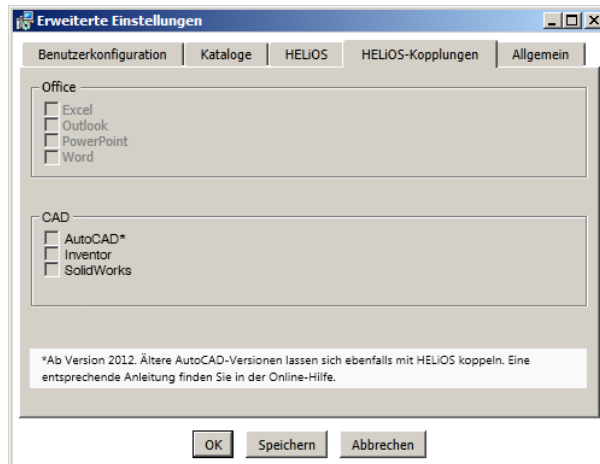 Erweiterte Einstellungen
Benutzerkonfiguration Kataloge HELiOS HELiOS-Kopplungen Allgemein
Office
Excel
Outlook
PowerPoint
Word
CAD
AutoCAD*
Inventor
SolidWorks
*Ab Version 2012. Ältere AutoCAD-Versionen lassen sich ebenfalls mit HELiOS koppeln. Eine
entsprechende Anleitung finden Sie in der Online-Hilfe.
OK Speichern Abbrechen